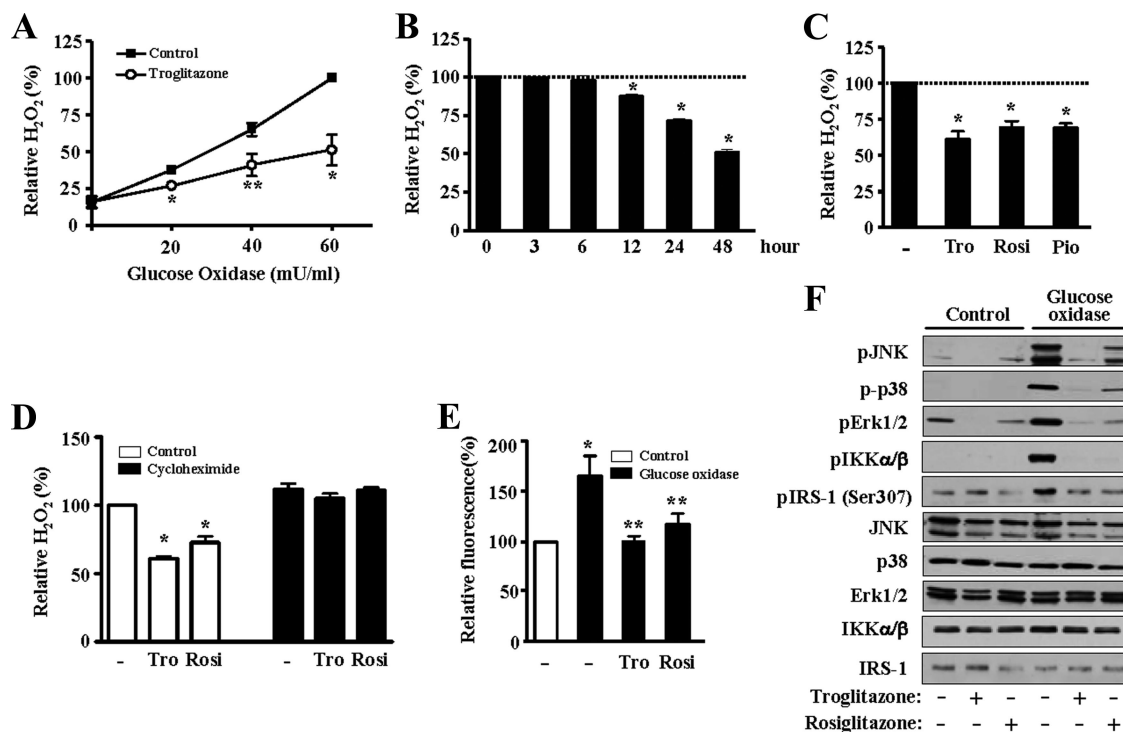 A
Control
Troglitazone
Relative H2O2 (%)
125
100
75
50
25
0
*
**
*
20 40 60
Glucose Oxidase (mU/ml)
B
Relative H2O2 (%)
125
100
75
50
25
0
*
*
*
0 3 6 12 24 48 hour
C
Relative H2O2 (%)
125
100
75
50
25
0
*
*
*
- Tro Rosi Pio
D
Control
Cycloheximide
Relative H2O2 (%)
150
100
50
0
*
*
- Tro Rosi - Tro Rosi
E
Control
Glucose oxidase
Relative fluorescence(%)
200
150
100
50
0
*
**
**
- - Tro Rosi
F
Control
Glucose
oxidase
pJNK
p-p38
pErk1/2
pIKKα/β
pIRS-1 (Ser307)
JNK
p38
Erk1/2
IKKα/β
IRS-1
Troglitazone: - + - - + -
Rosiglitazone: - - + - - +